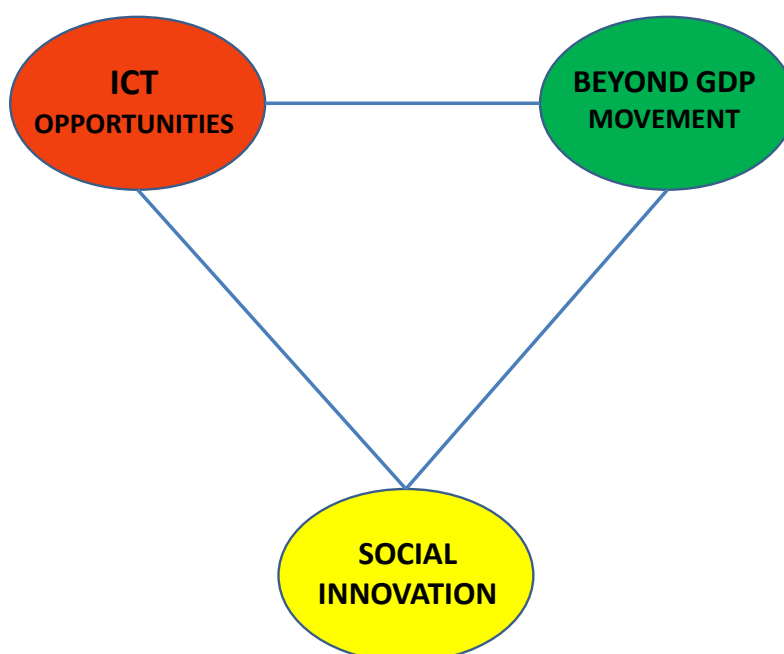 ICT
OPPORTUNITIES
BEYOND GDP
MOVEMENT
SOCIAL
INNOVATION